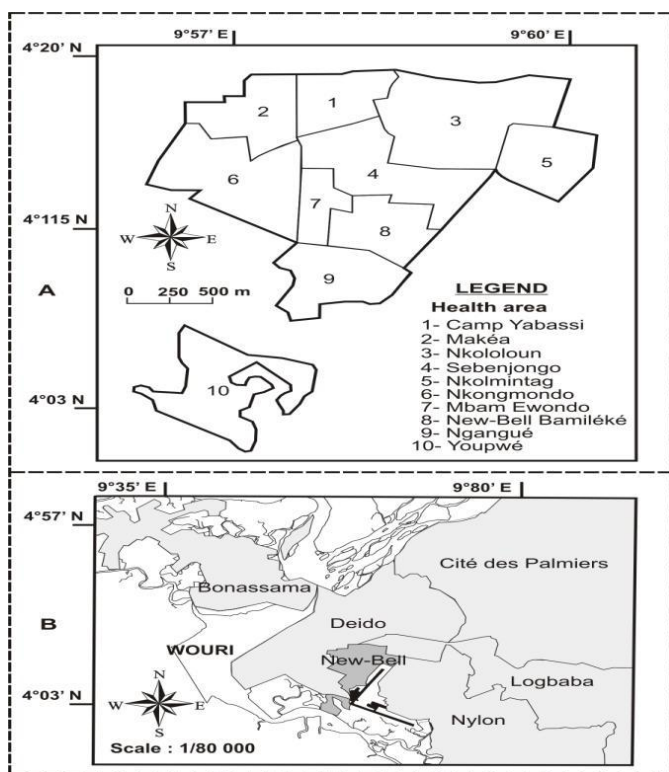 9°57' E 9°60' E
4°20' N
1
2
3
4
5
6
7
8
4°115
N
W E
S
A
0 250 500 m
9
LEGEND
Health area
1- Camp Yabassi
2- Makéa
3- Nkololoun
4- Sebenjongo
5- Nkolmintag
6- Nkongmondo
7- Mbam Ewondo
8- New-Bell Bamiléké
9- Ngangué
10- Youpwé
10
4°03' N
9°35' E 9°80' E
4°57' N
Cité des Palmiers
Bonassama
Deido
B
WOURI
New-Bell
Logbaba
N
W E
S
4°03' N
Nylon
Scale : 1/80 000